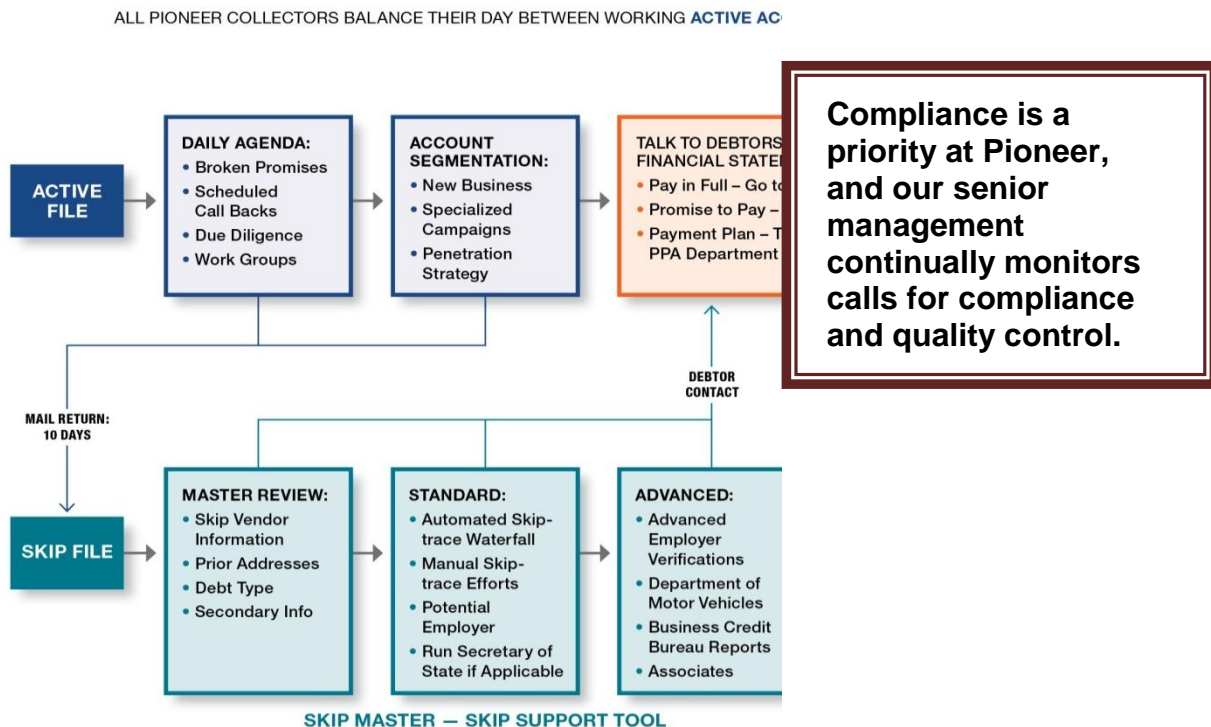 ALL PIONEER COLLECTORS BALANCE THEIR DAY BETWEEN WORKING ACTIVE
Compliance is a
priority at Pioneer,
and our senior
management
continually monitors
calls for compliance
and quality control.
ACTIVE
FILE
DAILY AGENDA:
• Broken Promises
• Scheduled
Call Backs
• Due Diligence
• Work Groups
ACCOUNT
SEGMENTATION:
• New Business
• Specialized
Campaigns
• Penetration
Strategy
TALK TO DEBTORS
FINANCIAL
• Pay in Full – Go to
• Promise to Pay –
• Payment Plan –
PPA Department
MAIL RETURN:
10 DAYS
DEBTOR
CONTACT
SKIP FILE
MASTER REVIEW:
• Skip Vendor
Information
• Prior Addresses
• Debt Type
• Secondary Info
STANDARD:
• Automated Skip-
trace Waterfall
• Manual Skip-
trace Efforts
• Potential
Employer
• Run Secretary of
State if Applicable
ADVANCED:
• Advanced
Employer
Verifications
• Department of
Motor Vehicles
• Business Credit
Bureau Reports
• Associates
SKIP MASTER — SKIP SUPPORT TOOL